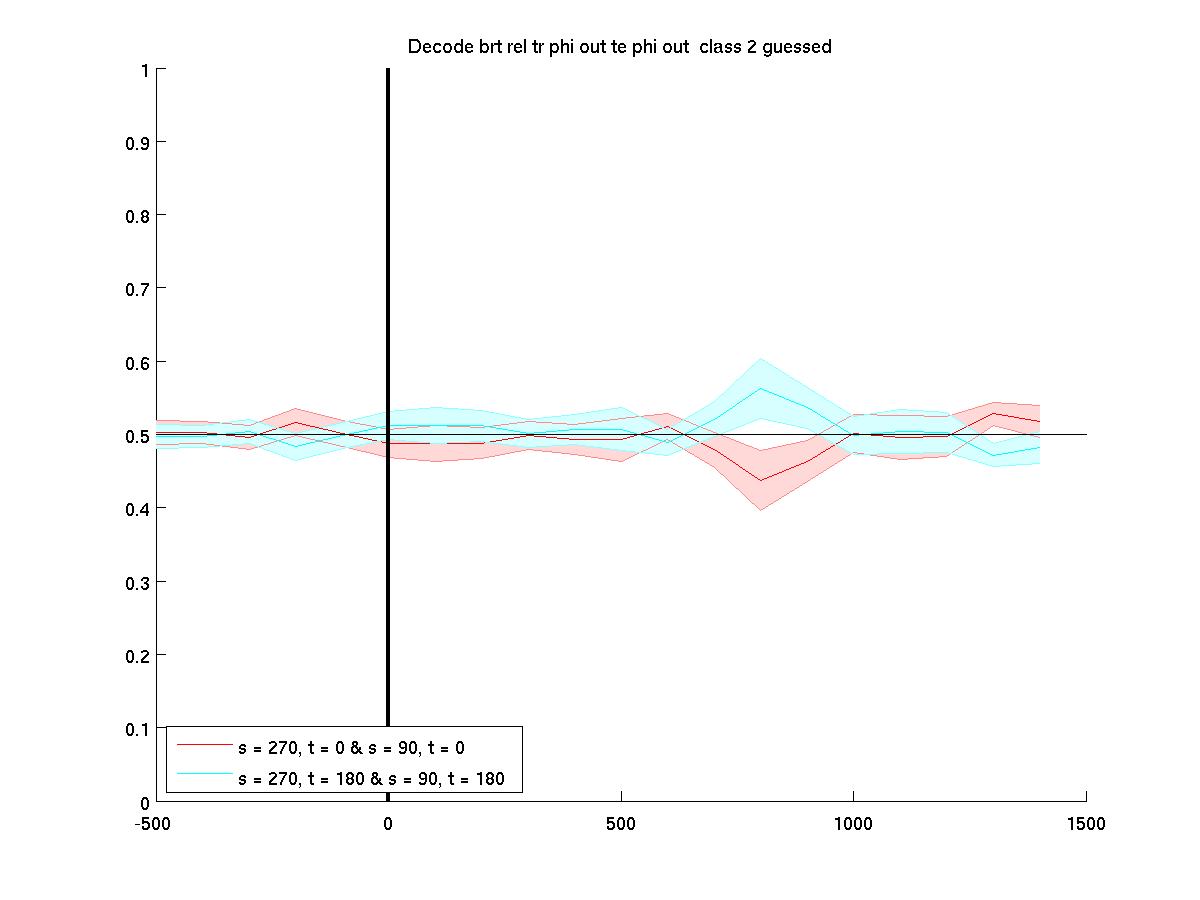 Decode brt rel tr phi out te phi out  class 2 guessed
1
0.9
0.8
0.7
0.6
0.5
0.4
0.3
0.2
0.1
0
s = 270, t = 0 & s = 90, t = 0
s = 270, t = 180 & s = 90, t = 180
-500 0 500 1000 1500